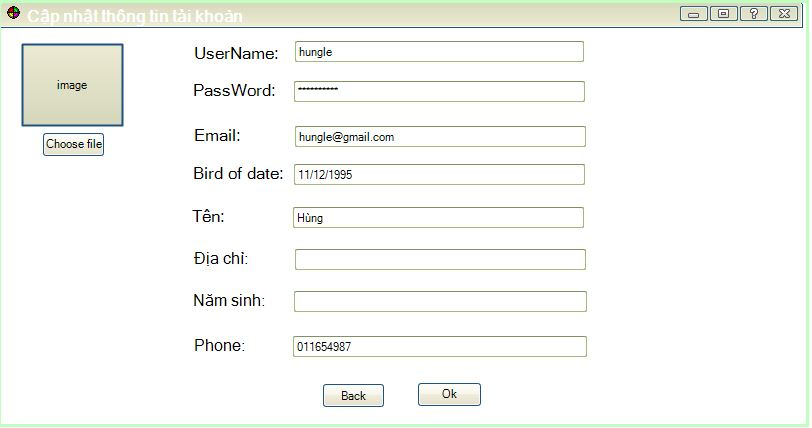 Cập nhật thông tin tài khoản
image
Choose file
UserName: hungle
PassWord: **********
Email: hungle@gmail.com
Bird of date: 11/12/1995
Tên: Hùng
Địa chỉ:
Năm sinh:
Phone: 011654987
Back Ok